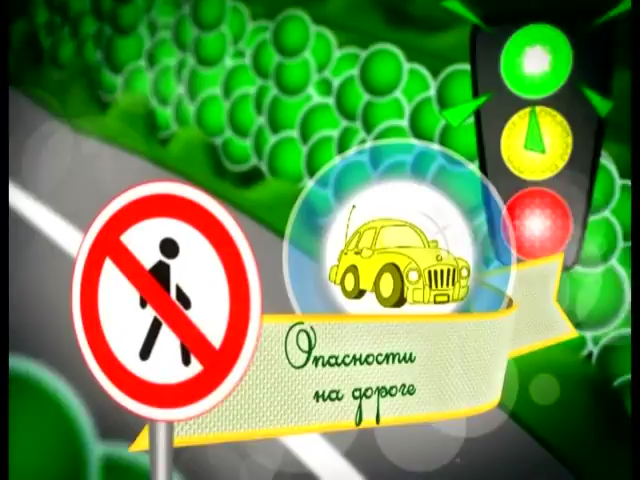 Опасности
на дороге